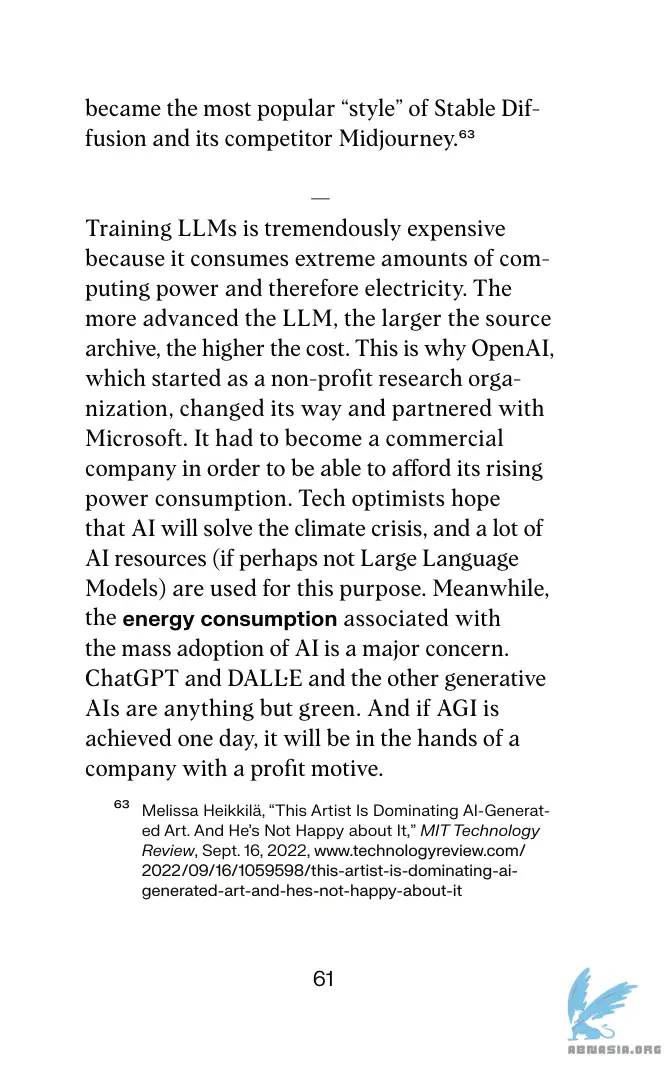 became the most popular “style” of Stable Dif-
fusion and its competitor Midjourney.⁶³
—
Training LLMs is tremendously expensive
because it consumes extreme amounts of com-
puting power and therefore electricity. The
more advanced the LLM, the larger the source
archive, the higher the cost. This is why OpenAI,
which started as a non-profit research orga-
nization, changed its way and partnered with
Microsoft. It had to become a commercial
company in order to be able to afford its rising
power consumption. Tech optimists hope
that AI will solve the climate crisis, and a lot of
AI resources (if perhaps not Large Language
Models) are used for this purpose. Meanwhile,
the energy consumption associated with
the mass adoption of AI is a major concern.
ChatGPT and DALL·E and the other generative
AIs are anything but green. And if AGI is
achieved one day, it will be in the hands of a
company with a profit motive.
⁶³ Melissa Heikkilä, “This Artist Is Dominating AI-Generat-
ed Art. And He’s Not Happy about It,” MIT Technology
Review, Sept. 16, 2022, www.technologyreview.com/
2022/09/16/1059598/this-artist-is-dominating-ai-
generated-art-and-hes-not-happy-about-it
61
ABNASIA.ORG